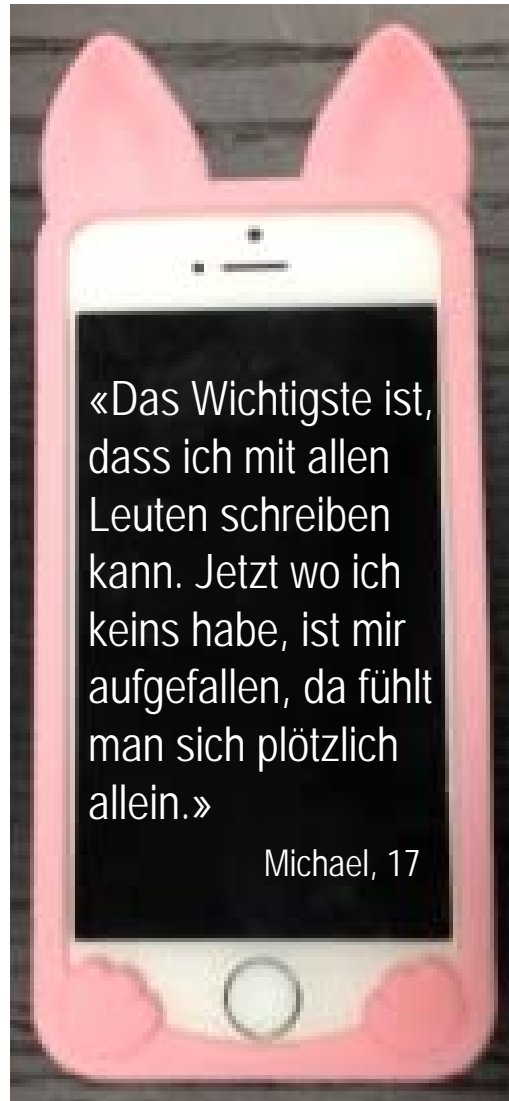 «Das Wichtigste ist,
dass ich mit allen
Leuten schreiben
kann. Jetzt wo ich
keins habe, ist mir
aufgefallen, da fühlt
man sich plötzlich
allein.»
Michael, 17